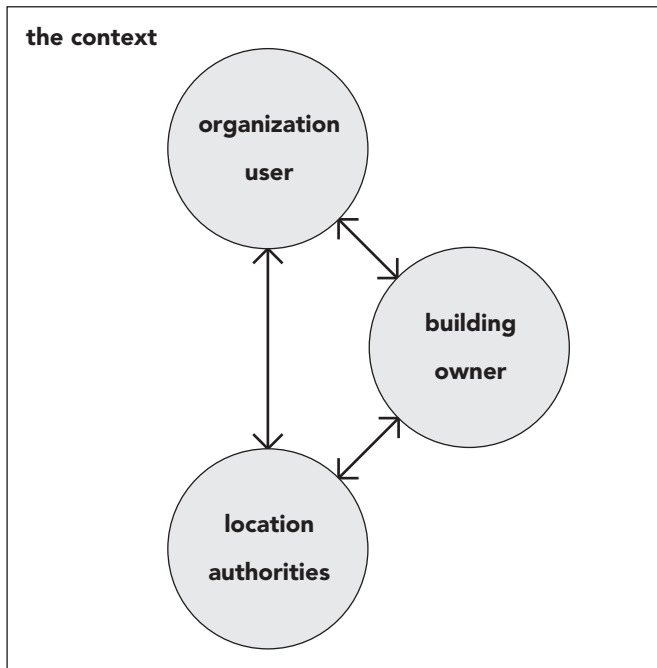 the context
organization
user
building
owner
location
authorities